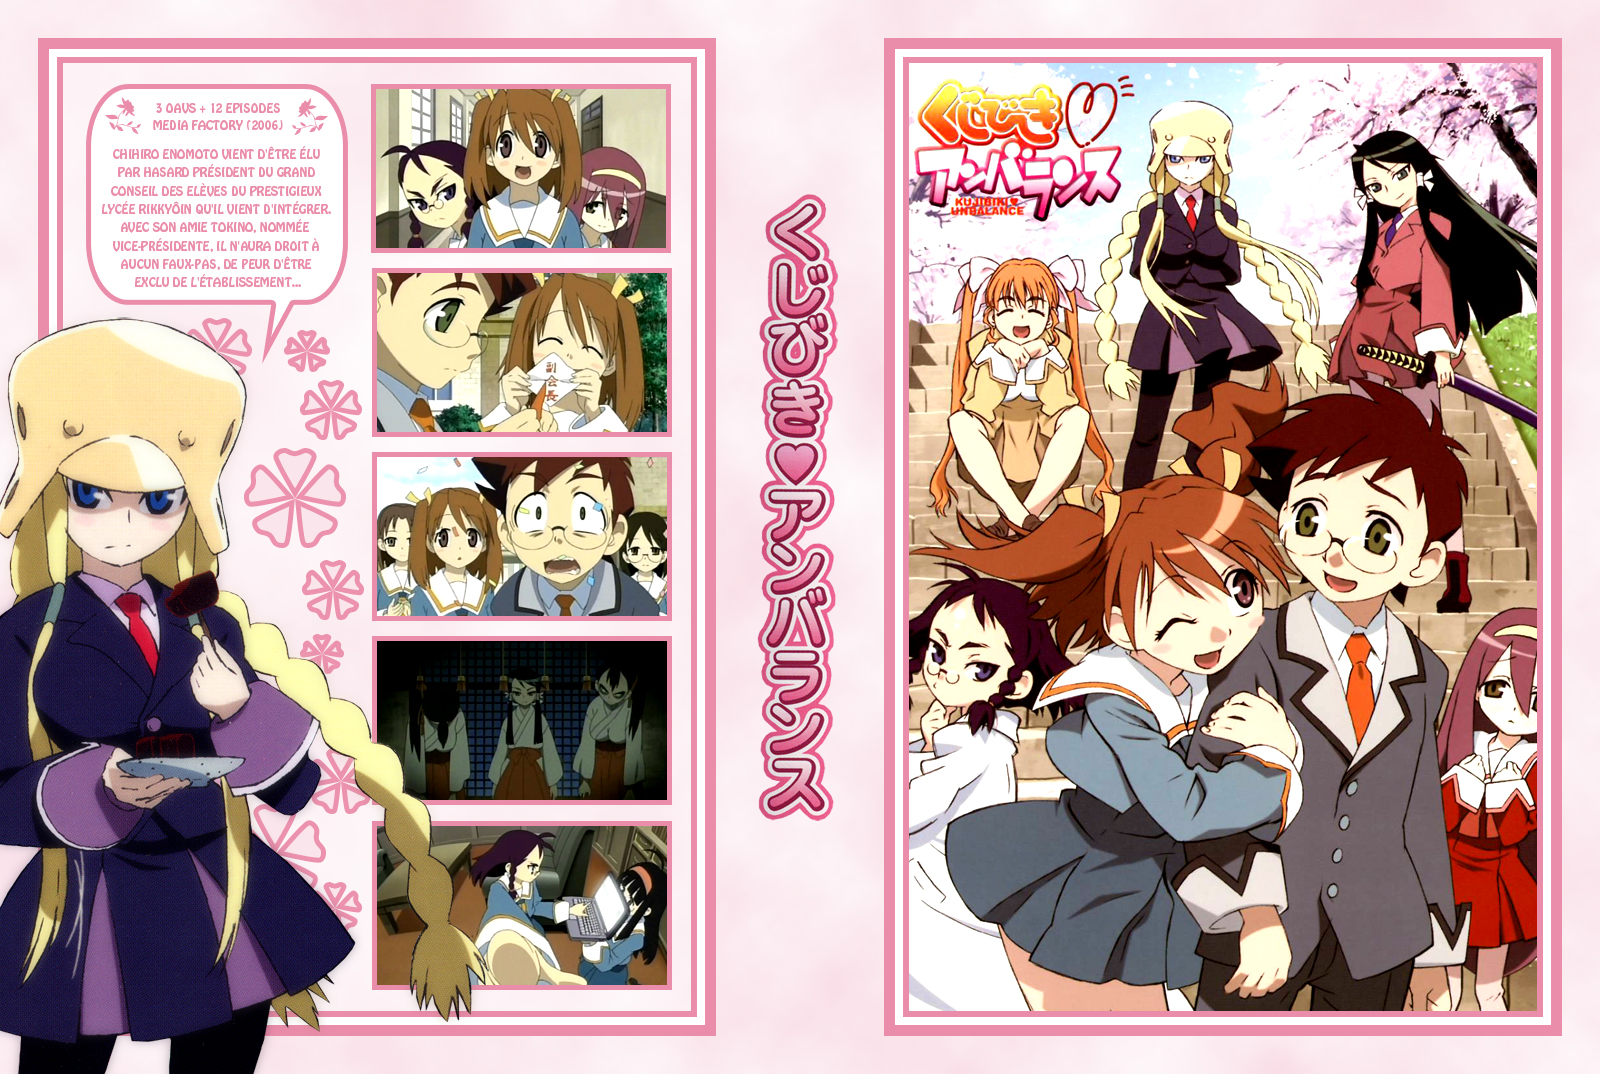 3 OAVS + 12 EPISODES
MEDIA FACTORY (2006)
CHIHIRO ENOMOTO VIENT D'ÊTRE ÉLU
PAR HASARD PRÉSIDENT DU GRAND
CONSEIL DES ELÈVES DU PRESTIGIEUX
LYCÉE RIKKYÔIN QU'IL VIENT D'INTÉGRER.
AVEC SON AMIE TOKINO, NOMMÉE
VICE-PRÉSIDENTE, IL N'AURA DROIT À
AUCUN FAUX-PAS, DE PEUR D'ÊTRE
EXCLU DE L'ÉTABLISSEMENT...
副会長
くじびき♥アンバランス
くじびき♡
アンバランス
KUJIBIKI♥
UNBALANCE